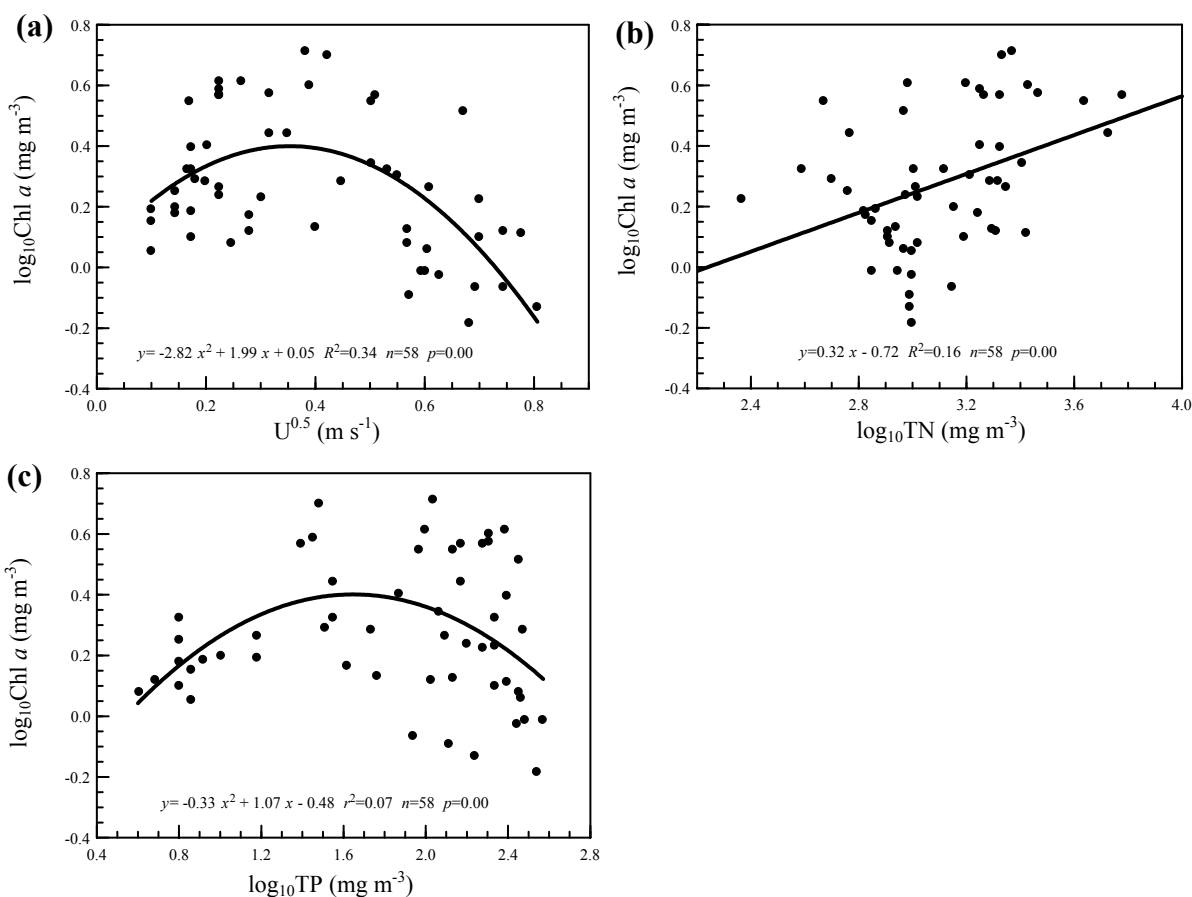 (a)
0.8
0.6
0.4
0.2
0.0
-0.2
-0.4
log₁₀Chl a (mg m⁻³)
y= -2.82 x² + 1.99 x + 0.05 R²=0.34 n=58 p=0.00
0.0 0.2 0.4 0.6 0.8
U⁰·⁵ (m s⁻¹)
(b)
0.8
0.6
0.4
0.2
0.0
-0.2
-0.4
log₁₀Chl a (mg m⁻³)
y=0.32 x - 0.72 R²=0.16 n=58 p=0.00
2.4 2.8 3.2 3.6 4.0
log₁₀TN (mg m⁻³)
(c)
0.8
0.6
0.4
0.2
0.0
-0.2
-0.4
log₁₀Chl a (mg m⁻³)
y= -0.33 x² + 1.07 x - 0.48 r²=0.07 n=58 p=0.00
0.4 0.8 1.2 1.6 2.0 2.4 2.8
log₁₀TP (mg m⁻³)